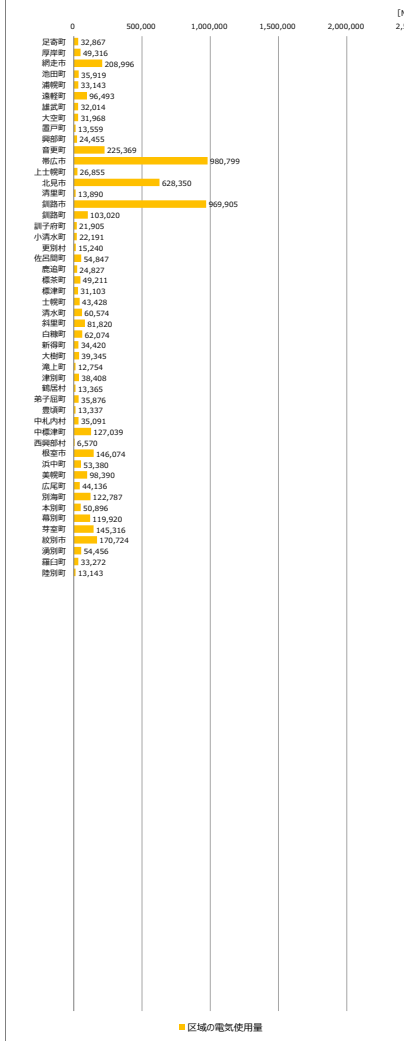 [M
0 500,000 1,000,000 1,500,000 2,000,000 2,5
足寄町 32,867
厚岸町 49,316
網走市 208,996
池田町 35,919
浦幌町 33,143
遠軽町 96,493
雄武町 32,014
大空町 31,968
置戸町 13,559
興部町 24,455
音更町 225,369
帯広市 980,799
上士幌町 26,855
北見市 628,350
清里町 13,890
釧路市 969,905
釧路町 103,020
訓子府町 21,905
小清水町 22,191
更別村 15,240
佐呂間町 54,847
鹿追町 24,827
標茶町 49,211
標津町 31,103
士幌町 43,428
清水町 60,574
斜里町 81,820
白糠町 62,074
新得町 34,420
大樹町 39,345
滝上町 12,754
津別町 38,408
鶴居村 13,365
弟子屈町 35,876
豊頃町 13,337
中札内村 35,091
中標津町 127,039
西興部村 6,570
根室市 146,074
浜中町 53,380
美幌町 98,390
広尾町 44,136
別海町 122,787
本別町 50,896
幕別町 119,920
芽室町 145,316
紋別市 170,724
湧別町 54,456
羅臼町 33,272
陸別町 13,143
区域の電気使用量